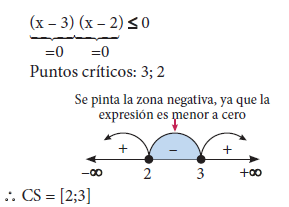 (x – 3) (x – 2) ≤ 0
=0 =0
Puntos críticos: 3; 2
Se pinta la zona negativa, ya que la
expresión es menor a cero
+ – +
–∞ 2 3 +∞
∴ CS = [2;3]